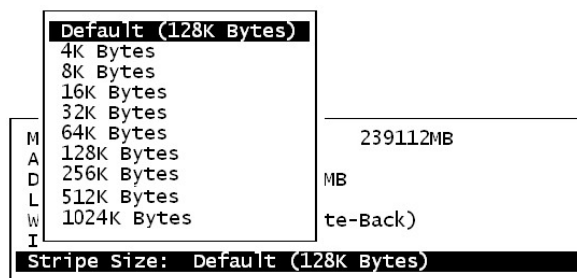 Default (128K Bytes)
4K Bytes
8K Bytes
16K Bytes
32K Bytes
64K Bytes
128K Bytes
256K Bytes
512K Bytes
1024K Bytes
M 239112MB
A
D MB
L
W te-Back)
I
Stripe Size: Default (128K Bytes)